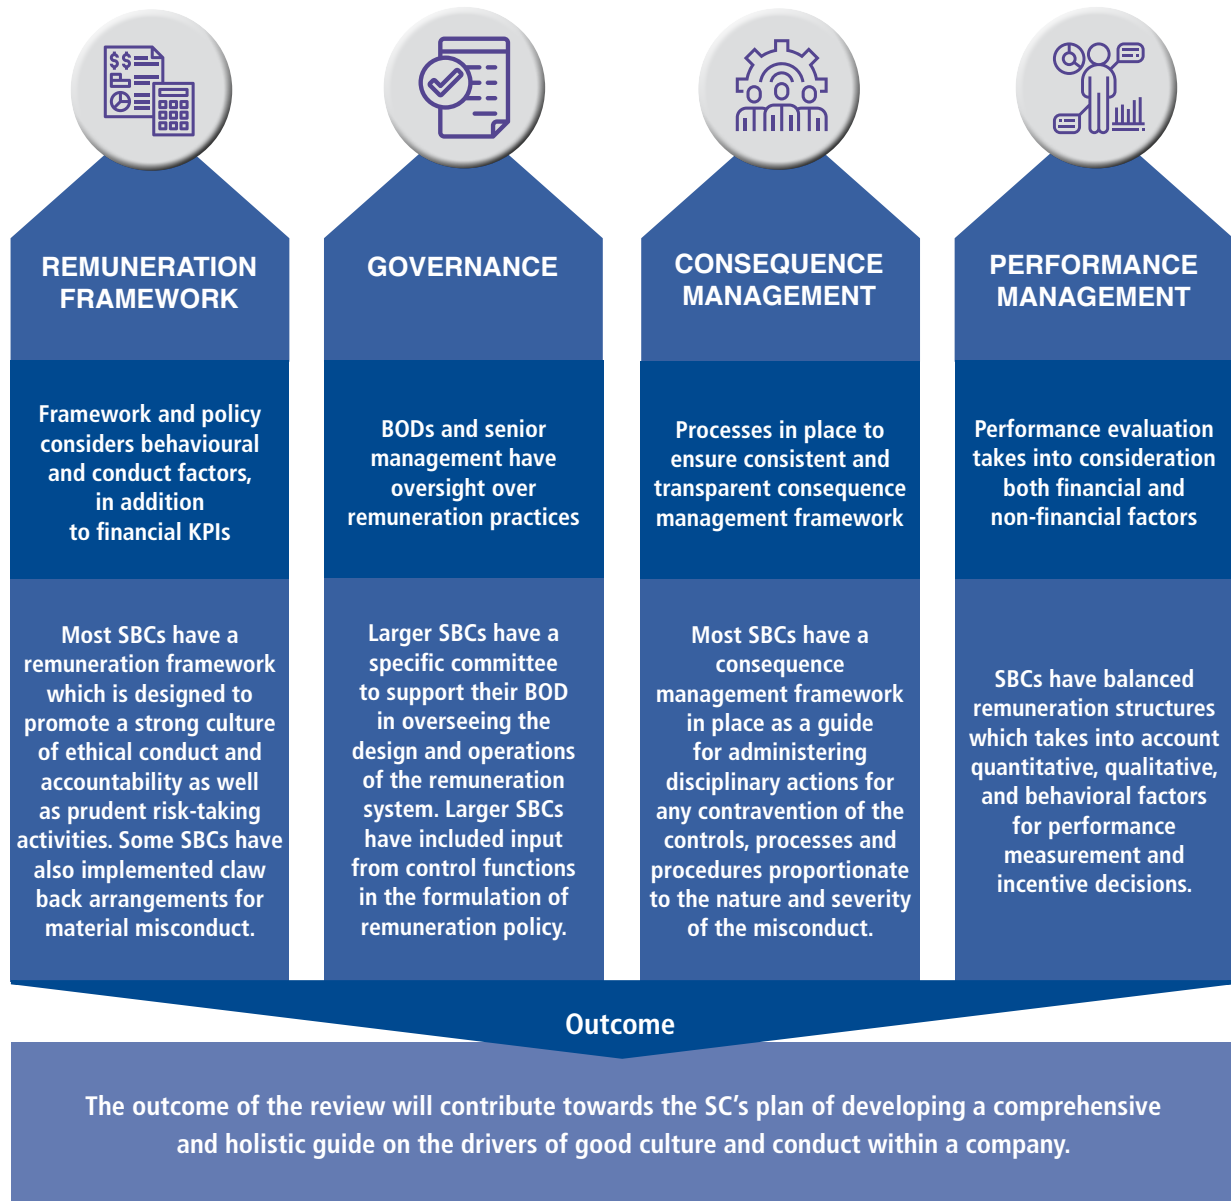 $$
REMUNERATION
FRAMEWORK
Framework and policy
considers behavioural
and conduct factors,
in addition
to financial KPIs
Most SBCs have a
remuneration framework
which is designed to
promote a strong culture
of ethical conduct and
accountability as well
as prudent risk-taking
activities. Some SBCs have
also implemented claw
back arrangements for
material misconduct.
GOVERNANCE
BODs and senior
management have
oversight over
remuneration practices
Larger SBCs have a
specific committee
to support their BOD
in overseeing the
design and operations
of the remuneration
system. Larger SBCs
have included input
from control functions
in the formulation of
remuneration policy.
CONSEQUENCE
MANAGEMENT
Processes in place to
ensure consistent and
transparent consequence
management framework
Most SBCs have a
consequence
management framework
in place as a guide
for administering
disciplinary actions for
any contravention of the
controls, processes and
procedures proportionate
to the nature and severity
of the misconduct.
PERFORMANCE
MANAGEMENT
Performance evaluation
takes into consideration
both financial and
non-financial factors
SBCs have balanced
remuneration structures
which takes into account
quantitative, qualitative,
and behavioral factors
for performance
measurement and
incentive decisions.
Outcome
The outcome of the review will contribute towards the SC’s plan of developing a comprehensive
and holistic guide on the drivers of good culture and conduct within a company.